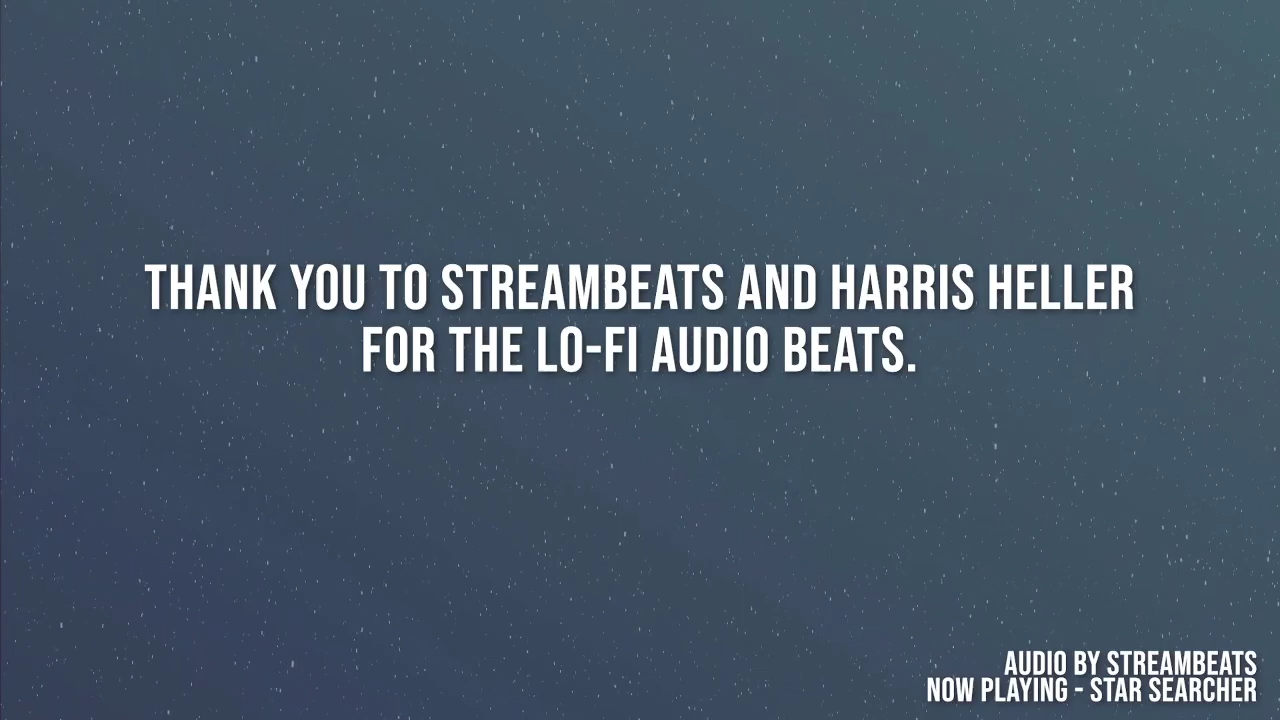 THANK YOU TO STREAMBEATS AND HARRIS HELLER
FOR THE LO-FI AUDIO BEATS.
AUDIO BY STREAMBEATS
NOW PLAYING - STAR SEARCHER